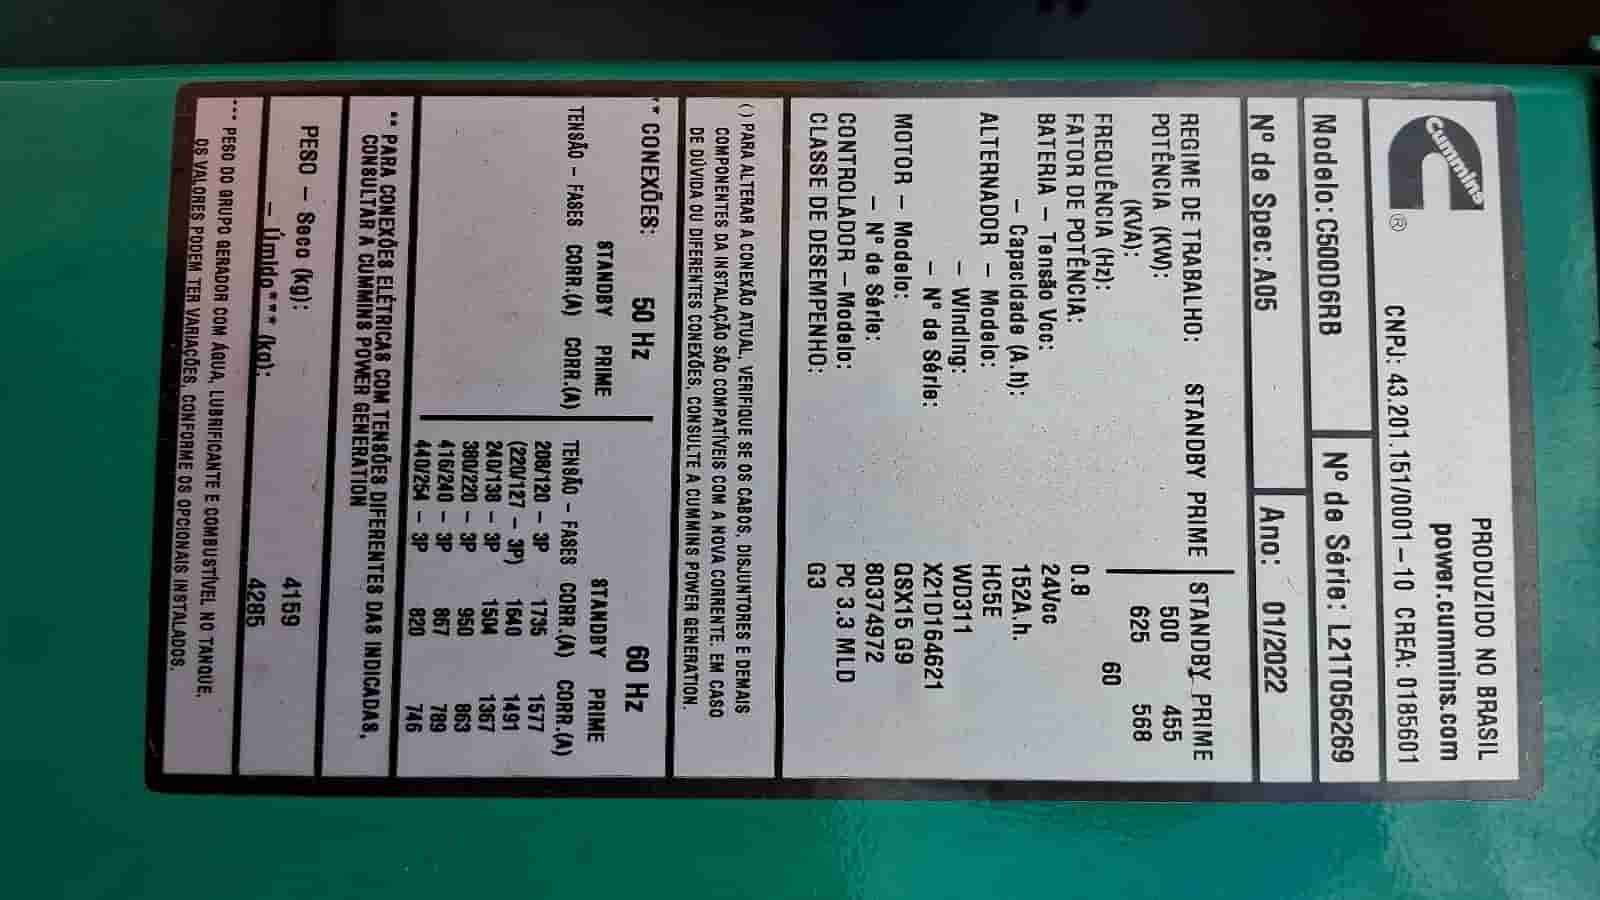 Cummins ®
PRODUZIDO NO BRASIL
power.cummins.com
CNPJ: 43.201.151/0001-10 CREA: 0185601
Modelo: C500D6RB
Nº de Série: L21T056269
Nº de Spec: A05
Ano: 01/2022
REGIME DE TRABALHO: STANDBY PRIME STANDBY PRIME
POTÊNCIA (KW): 500 455
(KVA): 625 568
FREQUÊNCIA (Hz): 60
FATOR DE POTÊNCIA: 0.8
BATERIA - Tensão Vcc: 24Vcc
- Capacidade (A.h): 152A.h.
ALTERNADOR - Modelo: HC5E
- Winding: WD311
- Nº de Série: X21D164621
MOTOR - Modelo: QSX15 G9
- Nº de Série: 80374972
CONTROLADOR - Modelo: PC 3.3 MLD
CLASSE DE DESEMPENHO: G3
() PARA ALTERAR A CONEXÃO ATUAL, VERIFIQUE SE OS CABOS, DISJUNTORES E DEMAIS
COMPONENTES DA INSTALAÇÃO SÃO COMPATÍVEIS COM A NOVA CORRENTE. EM CASO
DE DÚVIDA OU DIFERENTES CONEXÕES, CONSULTE A CUMMINS POWER GENERATION.
** CONEXÕES: 50 Hz 60 Hz
STANDBY PRIME STANDBY PRIME
TENSÃO - FASES CORR.(A) CORR.(A) TENSÃO - FASES CORR.(A) CORR.(A)
208/120 - 3P 1735 1577
(220/127 - 3P) 1640 1491
240/138 - 3P 1504 1367
380/220 - 3P 950 863
416/240 - 3P 867 789
440/254 - 3P 820 746
** PARA CONEXÕES ELÉTRICAS COM TENSÕES DIFERENTES DAS INDICADAS,
CONSULTAR A CUMMINS POWER GENERATION
PESO - Seco (kg): 4159
- Úmido*** (kg): 4285
*** PESO DO GRUPO GERADOR COM ÁGUA, LUBRIFICANTE E COMBUSTÍVEL NO TANQUE.
OS VALORES PODEM TER VARIAÇÕES, CONFORME OS OPCIONAIS INSTALADOS.